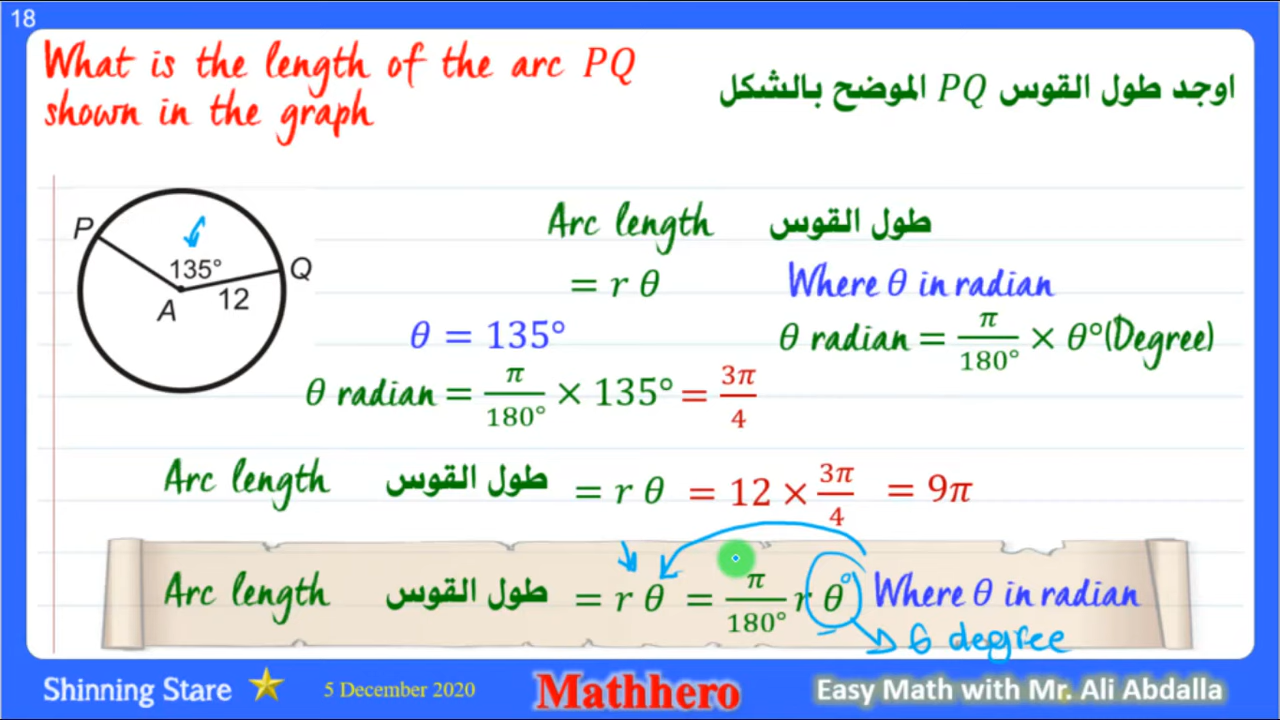 18
What is the length of the arc PQ
shown in the graph
اوجد طول القوس PQ الموضح بالشكل
P
135°
Q
A
12
Arc length طول القوس
= r θ Where θ in radian
θ = 135° θ radian = π/180° × θ°(Degree)
θ radian = π/180° × 135° = 3π/4
Arc length طول القوس = r θ = 12 × 3π/4 = 9π
Arc length طول القوس = r θ = π/180° r θ° Where θ in radian
θ degree
Shinning Stare 5 December 2020 Mathhero Easy Math with Mr. Ali Abdalla